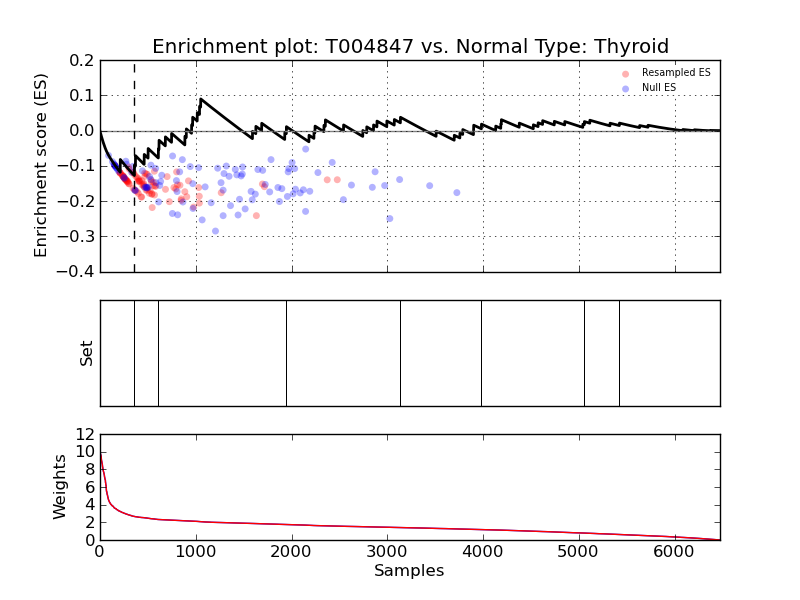 Enrichment plot: T004847 vs. Normal Type: Thyroid
Enrichment score (ES)
0.2
0.1
0.0
−0.1
−0.2
−0.3
−0.4
Resampled ES
Null ES
Set
Weights
12
10
8
6
4
2
0
0 1000 2000 3000 4000 5000 6000
Samples